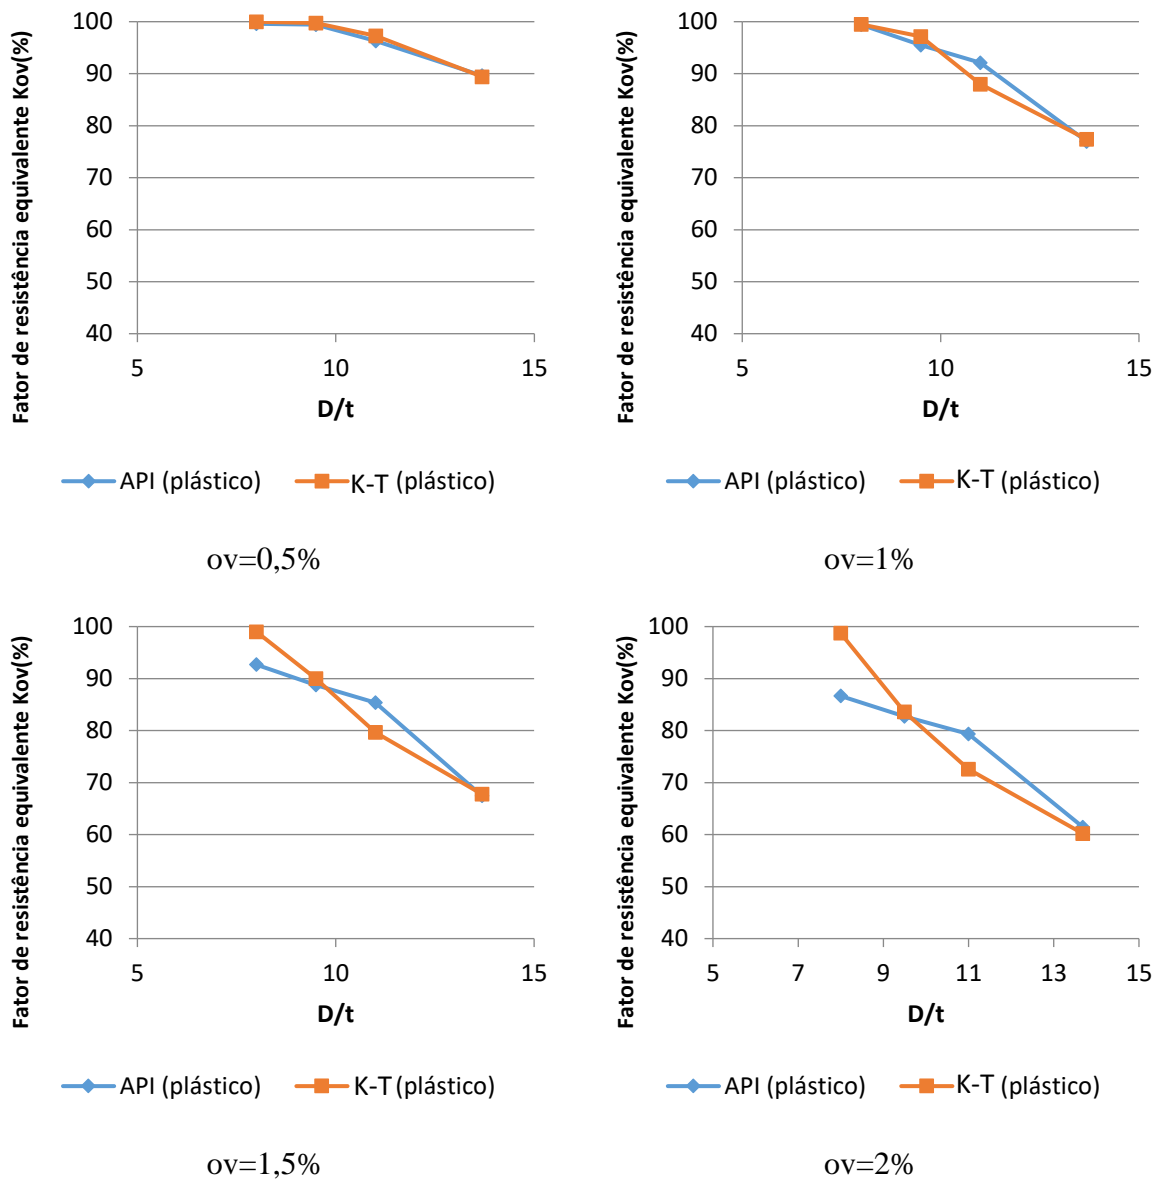 Fator de resistência equivalente Kov(%)
100
90
80
70
60
50
40
5
10
15
D/t
API (plástico)
K-T (plástico)
ov=0,5%
Fator de resistência equivalente Kov(%)
100
90
80
70
60
50
40
5
10
15
D/t
API (plástico)
K-T (plástico)
ov=1%
Fator de resistência equivalente Kov(%)
100
90
80
70
60
50
40
5
10
15
D/t
API (plástico)
K-T (plástico)
ov=1,5%
Fator de resistência equivalente Kov(%)
100
90
80
70
60
50
40
5
7
9
11
13
15
D/t
API (plástico)
K-T (plástico)
ov=2%